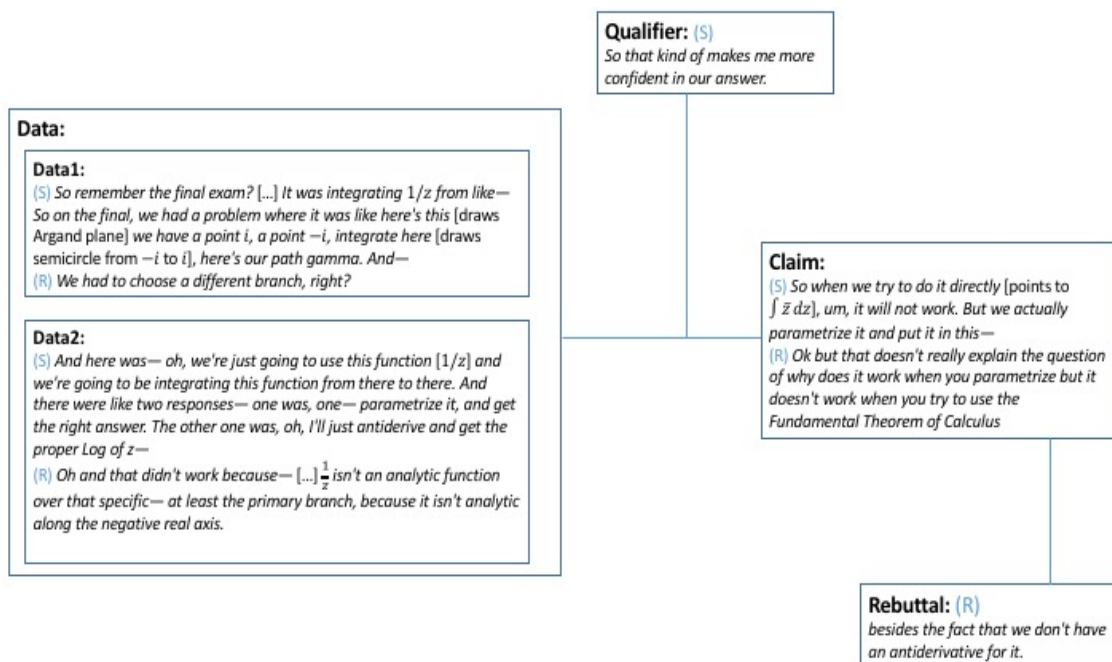 Qualifier: (S)
So that kind of makes me more
confident in our answer.
Data:
Data1:
(S) So remember the final exam? [...] It was integrating 1/z from like—
So on the final, we had a problem where it was like here's this [draws
Argand plane] we have a point i, a point −i, integrate here [draws
semicircle from −i to i], here's our path gamma. And—
(R) We had to choose a different branch, right?
Data2:
(S) And here was— oh, we're just going to use this function [1/z] and
we're going to be integrating this function from there to there. And
there were like two responses— one was, one— parametrize it, and get
the right answer. The other one was, oh, I'll just antiderive and get the
proper Log of z—
(R) Oh and that didn't work because— [...] 1/z isn't an analytic function
over that specific— at least the primary branch, because it isn't analytic
along the negative real axis.
Claim:
(S) So when we try to do it directly [points to
∫ z̄ dz], um, it will not work. But we actually
parametrize it and put it in this—
(R) Ok but that doesn't really explain the question
of why does it work when you parametrize but it
doesn't work when you try to use the
Fundamental Theorem of Calculus
Rebuttal: (R)
besides the fact that we don't have
an antiderivative for it.